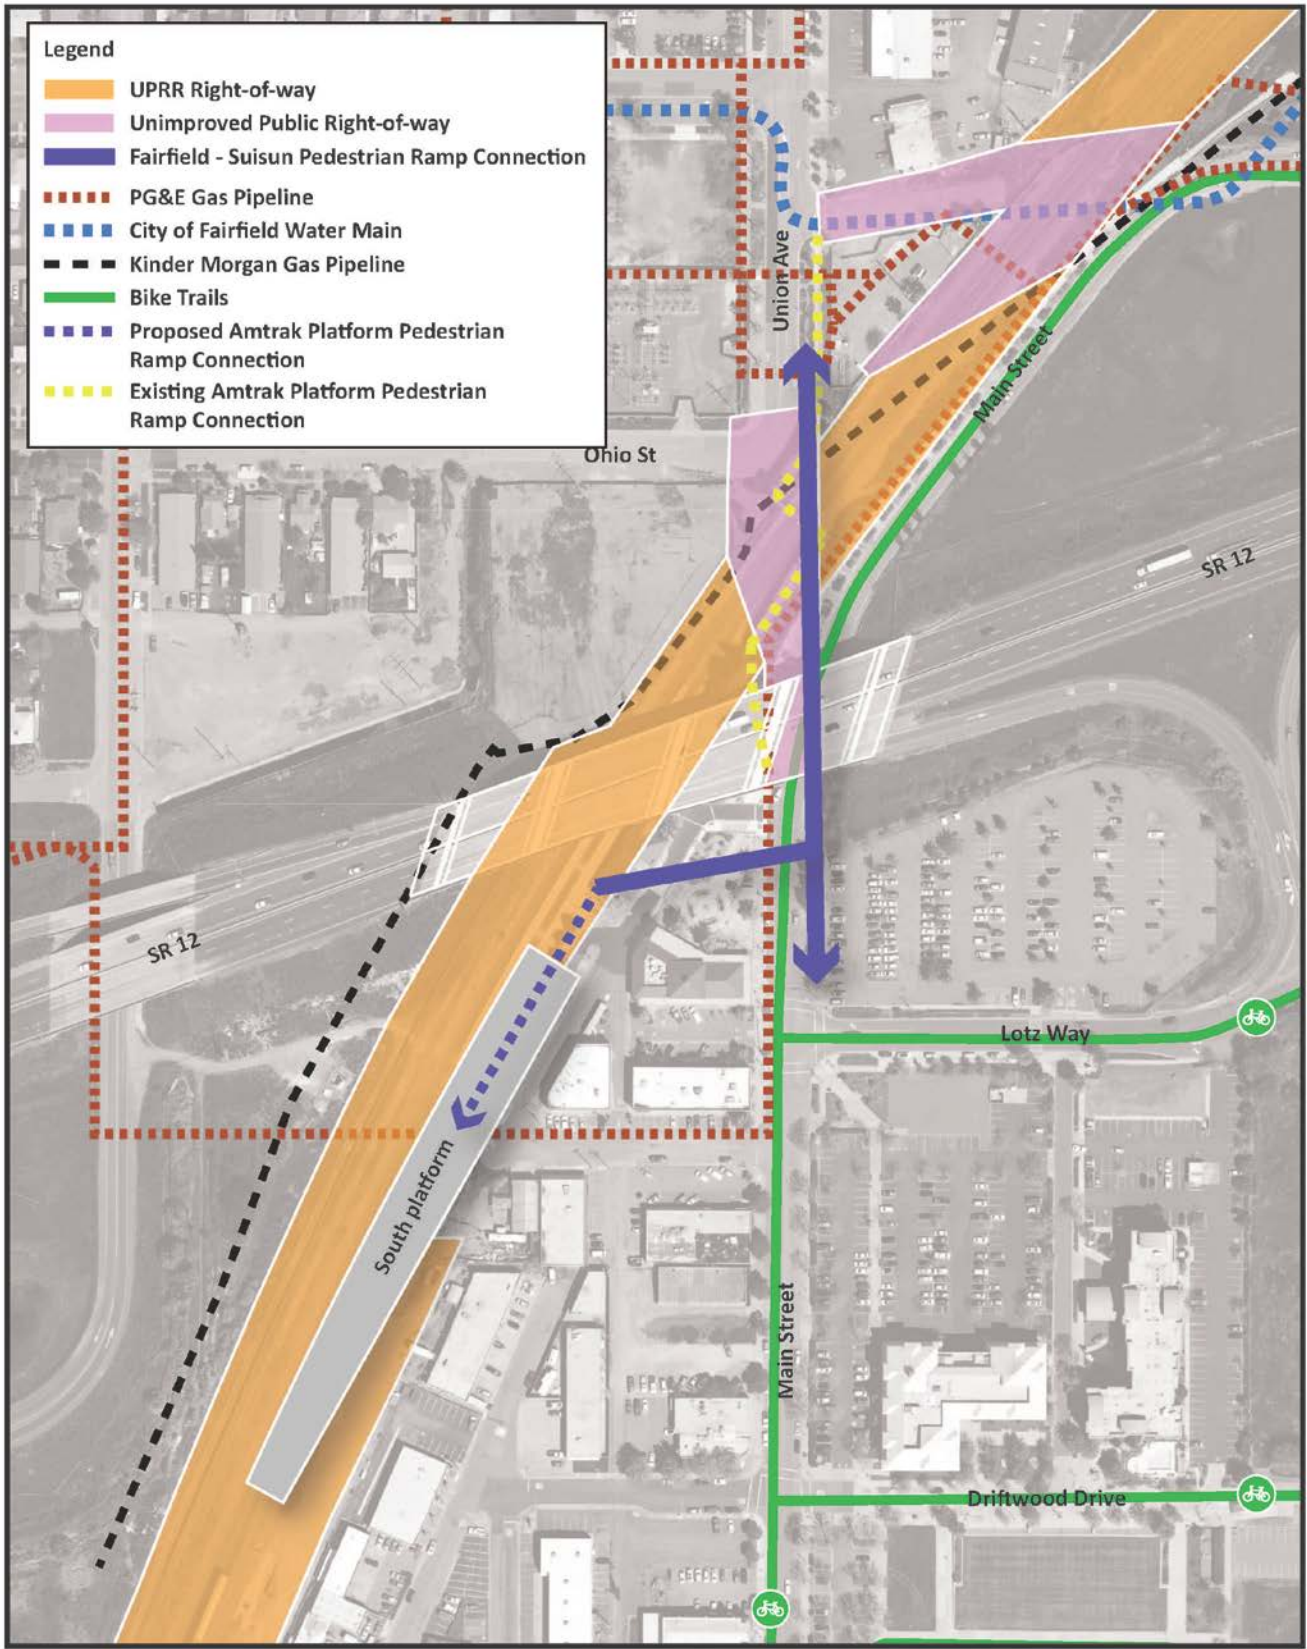 Legend
UPRR Right-of-way
Unimproved Public Right-of-way
Fairfield - Suisun Pedestrian Ramp Connection
PG&E Gas Pipeline
City of Fairfield Water Main
Kinder Morgan Gas Pipeline
Bike Trails
Proposed Amtrak Platform Pedestrian
Ramp Connection
Existing Amtrak Platform Pedestrian
Ramp Connection
Union Ave
Main Street
Ohio St
SR 12
SR 12
Lotz Way
South platform
Main Street
Driftwood Drive